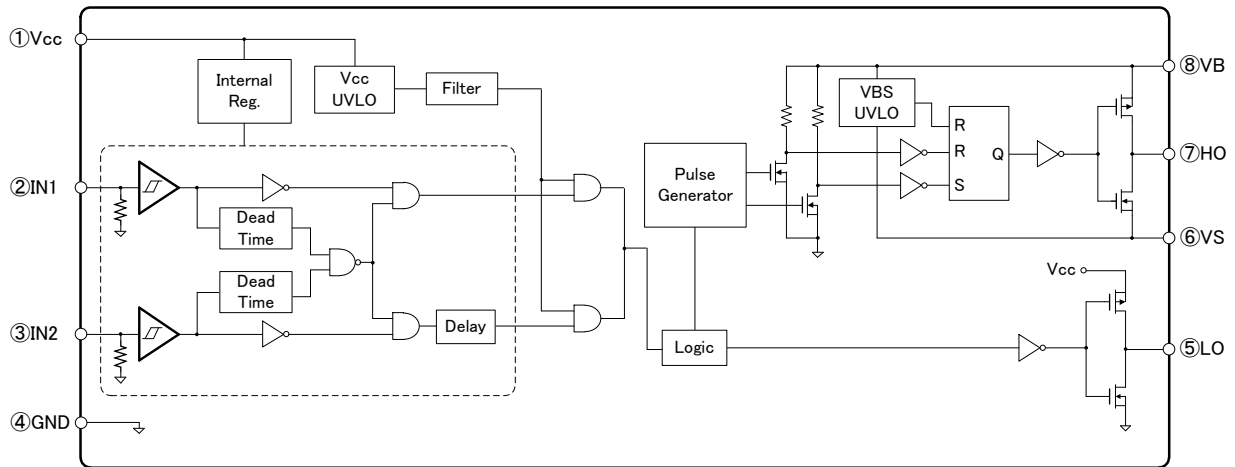 ①Vcc
Internal
Reg.
Vcc
UVLO
Filter
②IN1
Dead
Time
Dead
Time
③IN2
Delay
④GND
Pulse
Generator
Logic
VBS
UVLO
R
R
S
Q
⑧VB
⑦HO
⑥VS
Vcc
⑤LO